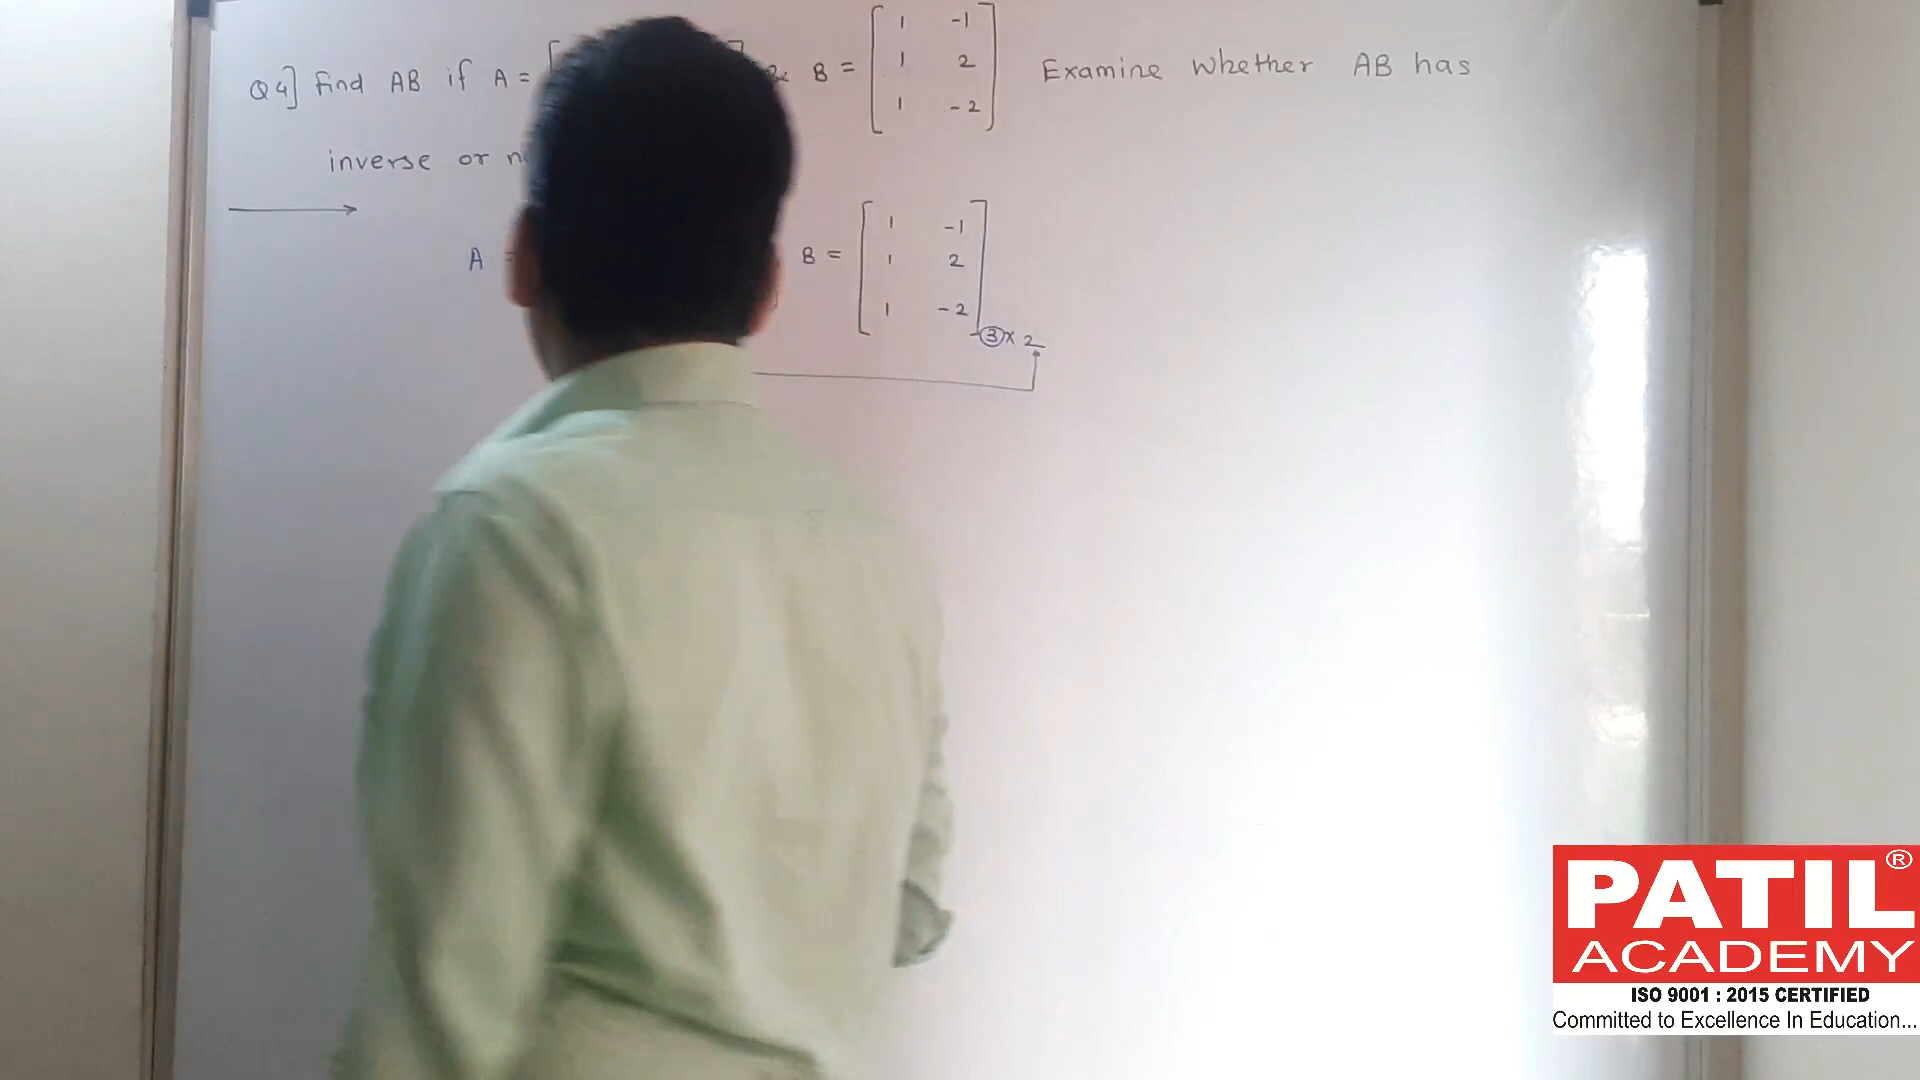 Q4] Find AB if A = [ & B = [ 1 -1
1 2
1 -2 ] Examine whether AB has
inverse or
A = B = [ 1 -1
1 2
1 -2 ] 3 × 2
PATIL®
ACADEMY
ISO 9001 : 2015 CERTIFIED
Committed to Excellence In Education...